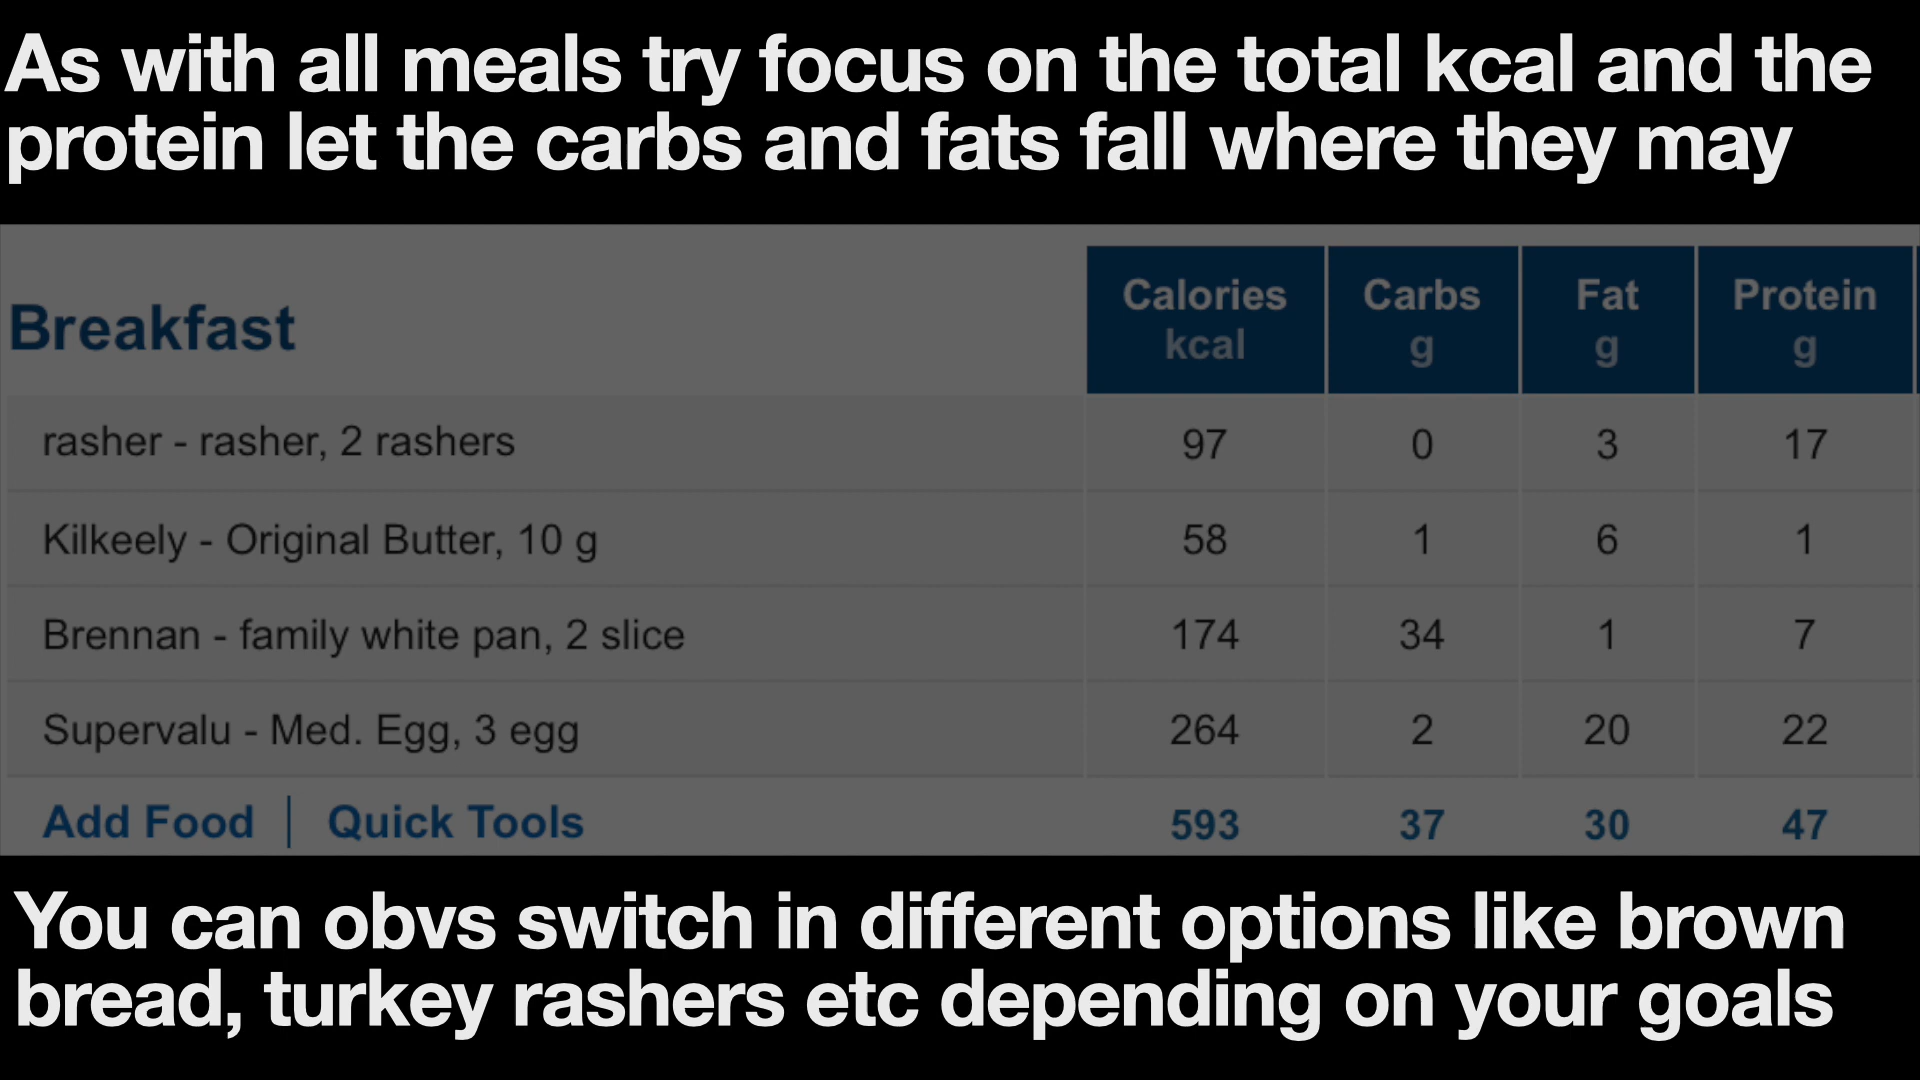 As with all meals try focus on the total kcal and the
protein let the carbs and fats fall where they may
Breakfast Calories kcal Carbs g Fat g Protein g
rasher - rasher, 2 rashers 97 0 3 17
Kilkeely - Original Butter, 10 g 58 1 6 1
Brennan - family white pan, 2 slice 174 34 1 7
Supervalu - Med. Egg, 3 egg 264 2 20 22
Add Food | Quick Tools 593 37 30 47
You can obvs switch in different options like brown
bread, turkey rashers etc depending on your goals